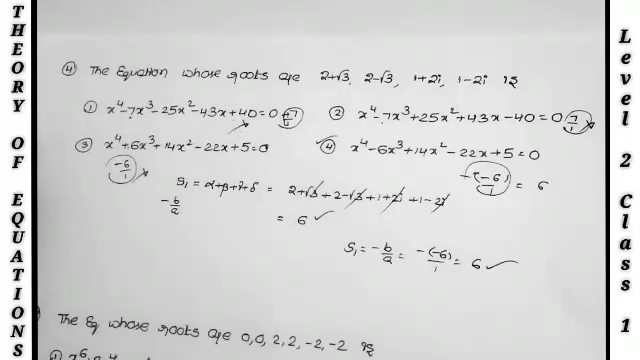 THEORY OF EQUATIONS
④ The Equation whose roots are 2+√3, 2-√3, 1+2i, 1-2i is
① x⁴-7x³-25x²-43x+40=0 +7/1 ② x⁴-7x³+25x²+43x-40=0 7/1
③ x⁴+6x³+14x²-22x+5=0 ④ x⁴-6x³+14x²-22x+5=0
-6/1 -(-6)/1 = 6
S₁ = α+β+γ+δ = 2+√3+2-√3+1+2i+1-2i
-b/a = 6 ✓
S₁ = -b/a = -(-6)/1 = 6 ✓
The Eq whose roots are 0,0,2,2,-2,-2 is
Level 2 Class 1